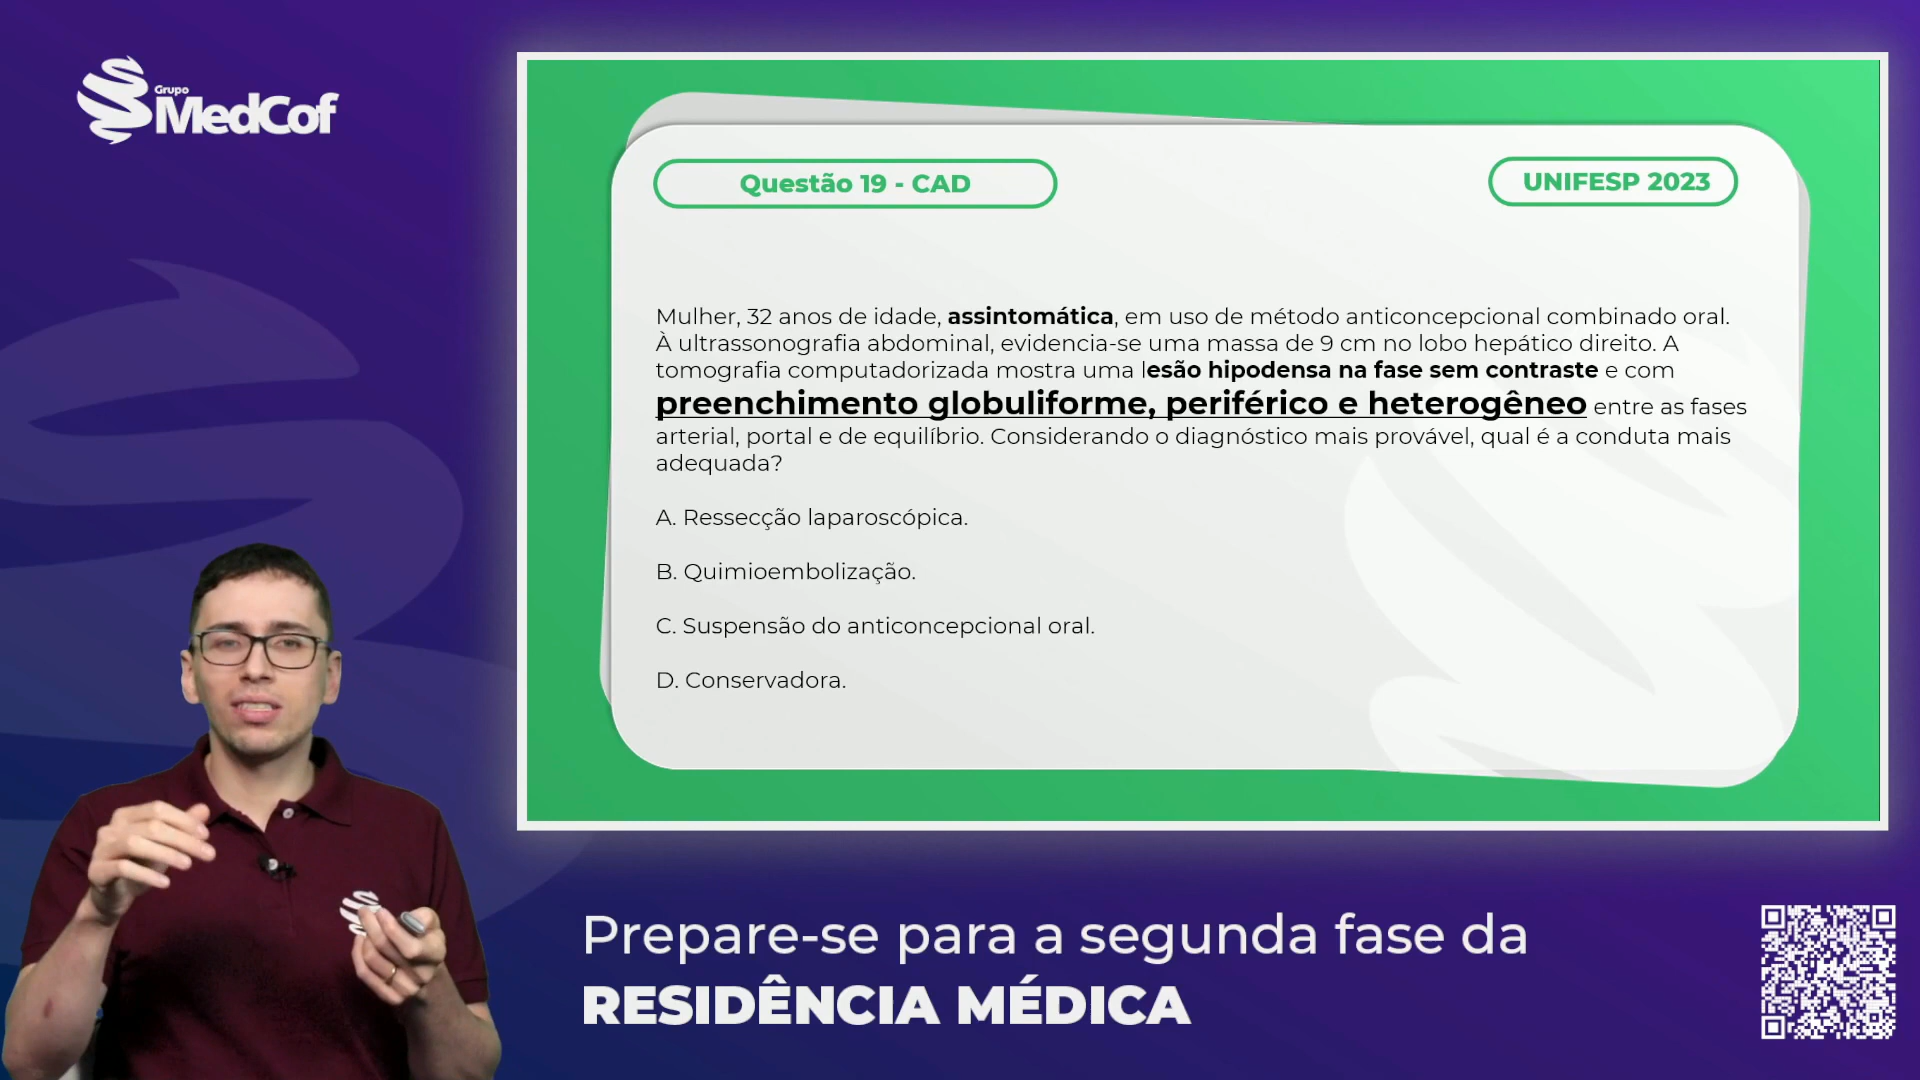 Grupo
MedCof
Questão 19 - CAD
UNIFESP 2023
Mulher, 32 anos de idade, assintomática, em uso de método anticoncepcional combinado oral.
À ultrassonografia abdominal, evidencia-se uma massa de 9 cm no lobo hepático direito. A
tomografia computadorizada mostra uma lesão hipodensa na fase sem contraste e com
preenchimento globuliforme, periférico e heterogêneo entre as fases
arterial, portal e de equilíbrio. Considerando o diagnóstico mais provável, qual é a conduta mais
adequada?
A. Ressecção laparoscópica.
B. Quimioembolização.
C. Suspensão do anticoncepcional oral.
D. Conservadora.
Prepare-se para a segunda fase da
RESIDÊNCIA MÉDICA